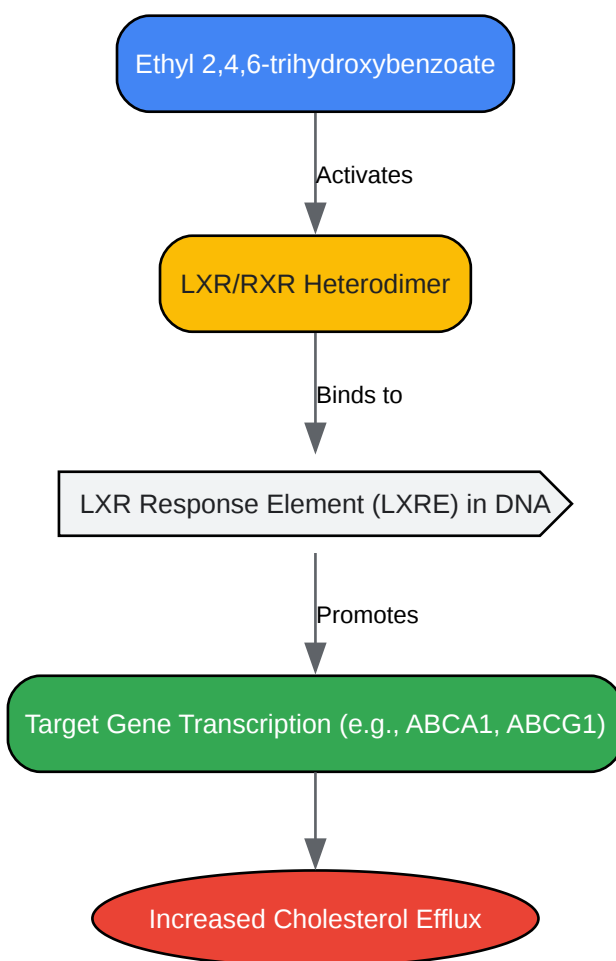 Ethyl 2,4,6-trihydroxybenzoate
Activates
LXR/RXR Heterodimer
Binds to
LXR Response Element (LXRE) in DNA
Promotes
Target Gene Transcription (e.g., ABCA1, ABCG1)
Increased Cholesterol Efflux